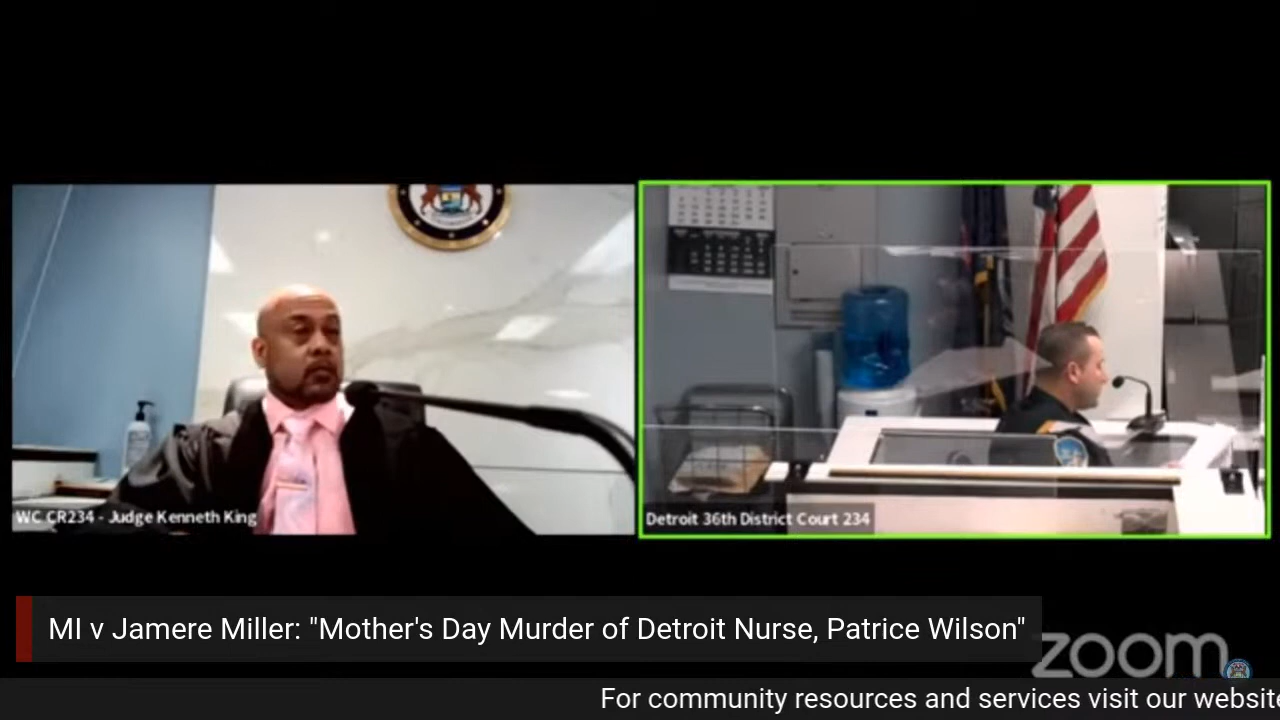 WC CR234 - Judge Kenneth King
Detroit 36th District Court 234
MI v Jamere Miller: "Mother's Day Murder of Detroit Nurse, Patrice Wilson"
zoom
For community resources and services visit our website